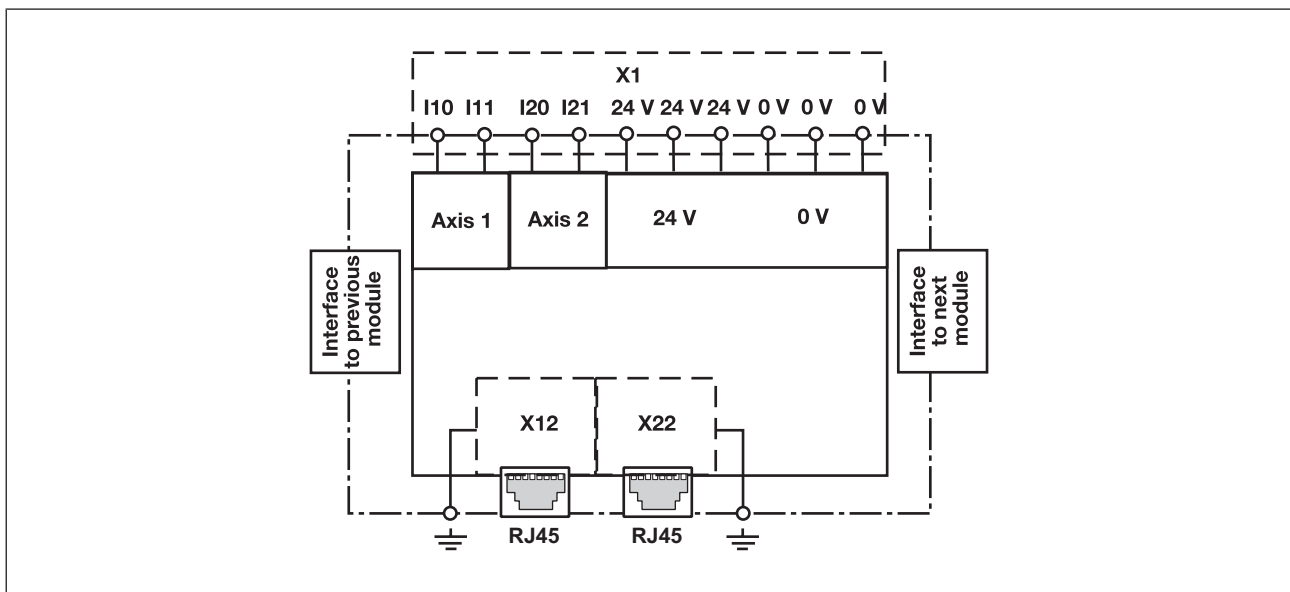 X1
I10 I11 I20 I21 24 V 24 V 24 V 0 V 0 V 0 V
Axis 1 Axis 2 24 V 0 V
Interface
to previous
module
Interface
to next
module
X12 X22
RJ45 RJ45